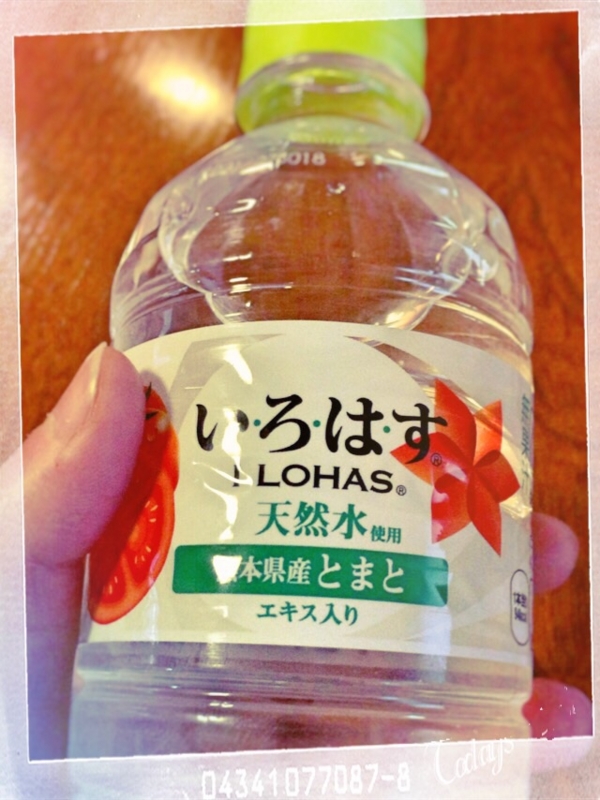 い・ろ・は・す®
I LOHAS®
天然水使用
本県産とまと
エキス入り
04341077087-8
Todays